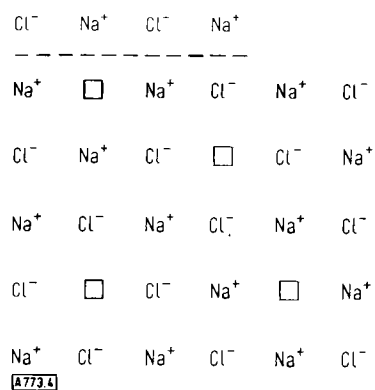 Cl⁻ Na⁺ Cl⁻ Na⁺
Na⁺ □ Na⁺ Cl⁻ Na⁺ Cl⁻
Cl⁻ Na⁺ Cl⁻ □ Cl⁻ Na⁺
Na⁺ Cl⁻ Na⁺ Cl⁻ Na⁺ Cl⁻
Cl⁻ □ Cl⁻ Na⁺ □ Na⁺
Na⁺ Cl⁻ Na⁺ Cl⁻ Na⁺ Cl⁻
A 773.4